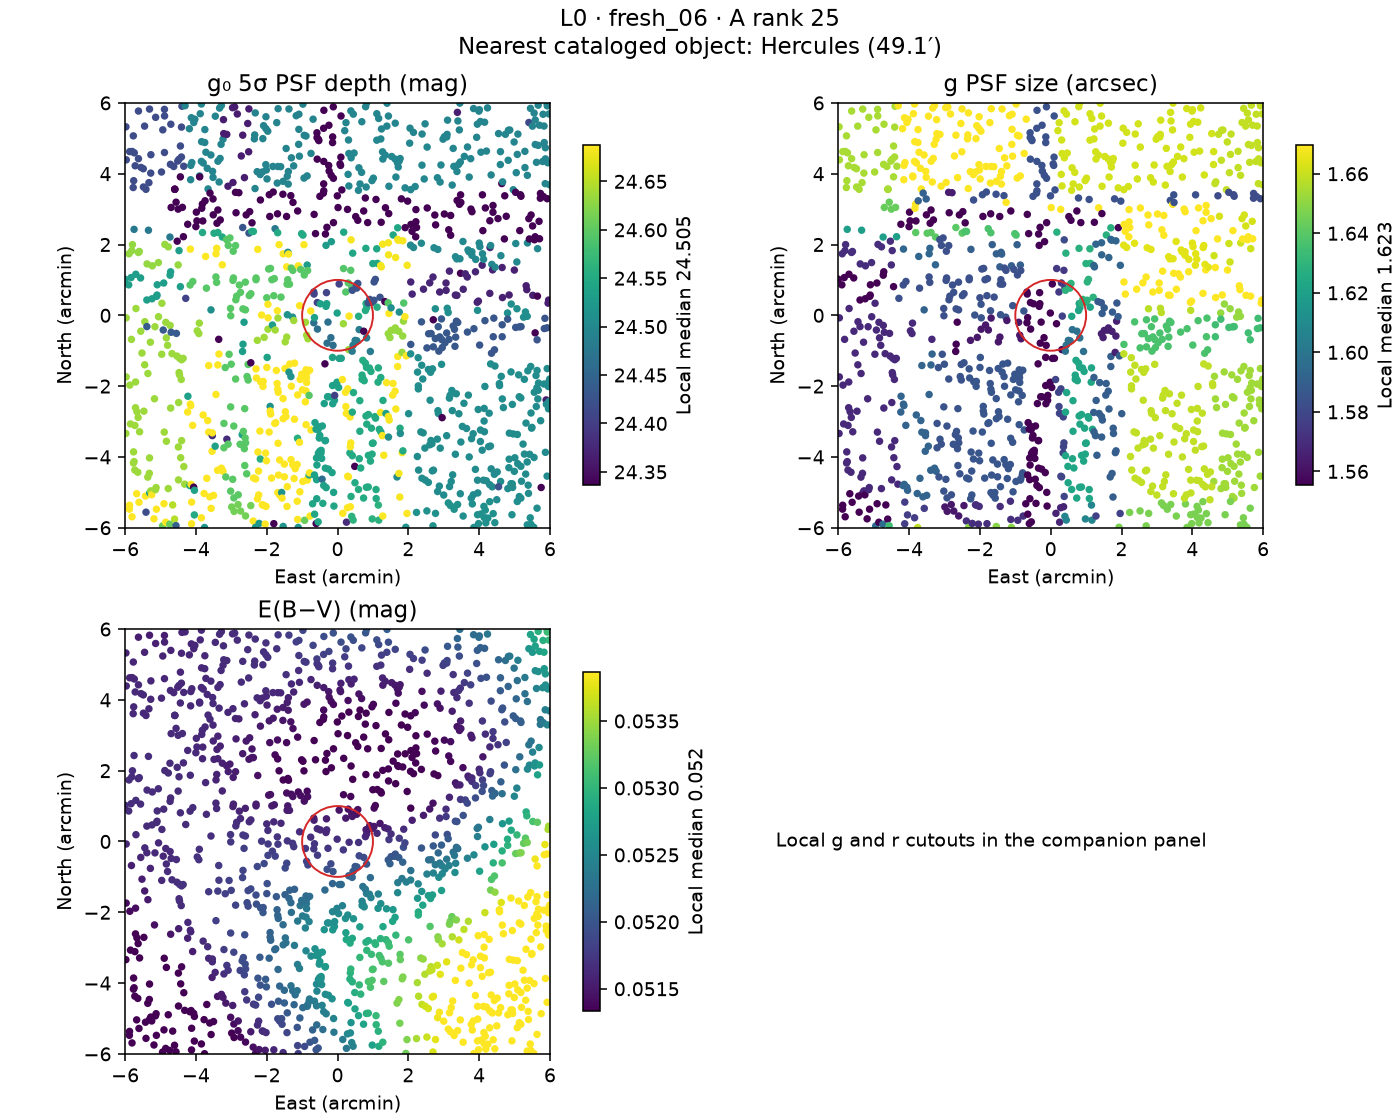 L0 · fresh_06 · A rank 25
Nearest cataloged object: Hercules (49.1′)
g₀ 5σ PSF depth (mag)
6
4
2
0
−2
−4
−6
North (arcmin)
−6 −4 −2 0 2 4 6
East (arcmin)
24.65
24.60
24.55
24.50
24.45
24.40
24.35
Local median 24.505
g PSF size (arcsec)
6
4
2
0
−2
−4
−6
North (arcmin)
−6 −4 −2 0 2 4 6
East (arcmin)
1.66
1.64
1.62
1.60
1.58
1.56
Local median 1.623
E(B−V) (mag)
6
4
2
0
−2
−4
−6
North (arcmin)
−6 −4 −2 0 2 4 6
East (arcmin)
0.0535
0.0530
0.0525
0.0520
0.0515
Local median 0.052
Local g and r cutouts in the companion panel